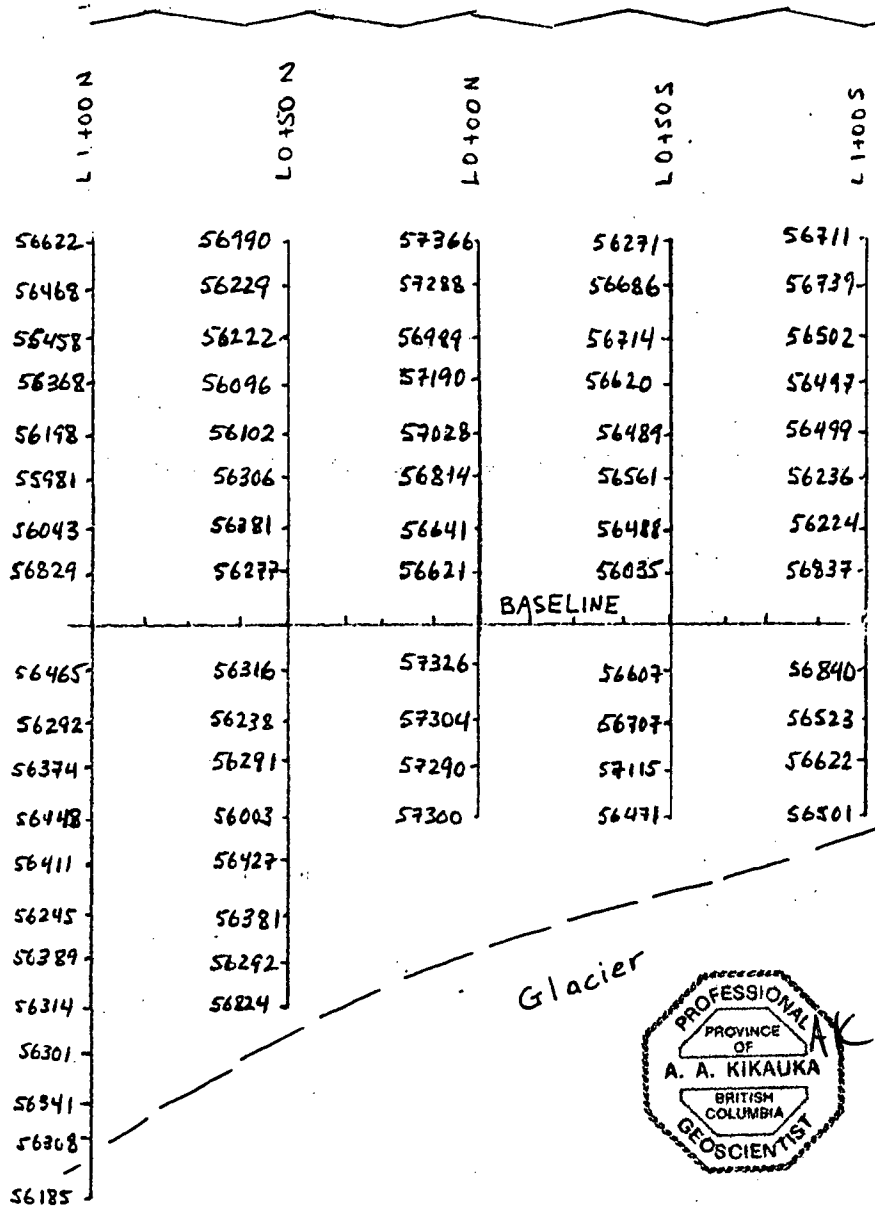 L 1+00 N L 0+50 N L 0+00 N L 0+50 S L 1+00 S
56622 56990 57366 56271 56711
56468 56229 57288 56686 56739
56458 56222 56989 56714 56502
56368 56096 57190 56620 56497
56198 56102 57028 56489 56499
55981 56306 56814 56561 56236
56043 56281 56641 56488 56224
56829 56277 56621 56035 56837
BASELINE
56465 56316 57326 56607 56840
56292 56238 57304 56707 56523
56374 56291 57290 57115 56622
56448 56003 57300 56471 56501
56411 56427
56245 56381
56389 56292
56314 56824
56301
56341
56308
56185
Glacier
PROFESSIONAL
PROVINCE
OF
A. A. KIKAUKA
BRITISH
COLUMBIA
GEOSCIENTIST
AK